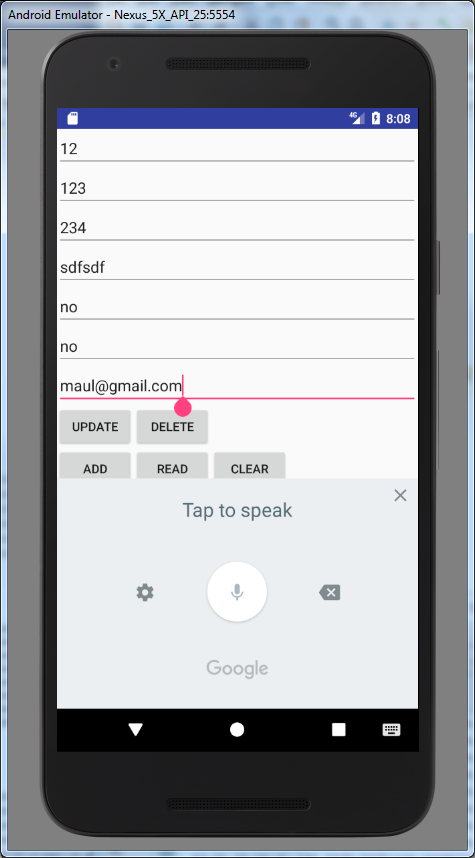 Android Emulator - Nexus_5X_API_25:5554
4G 8:08
12
123
234
sdfsdf
no
no
maul@gmail.com
UPDATE DELETE
ADD READ CLEAR
Tap to speak
Google